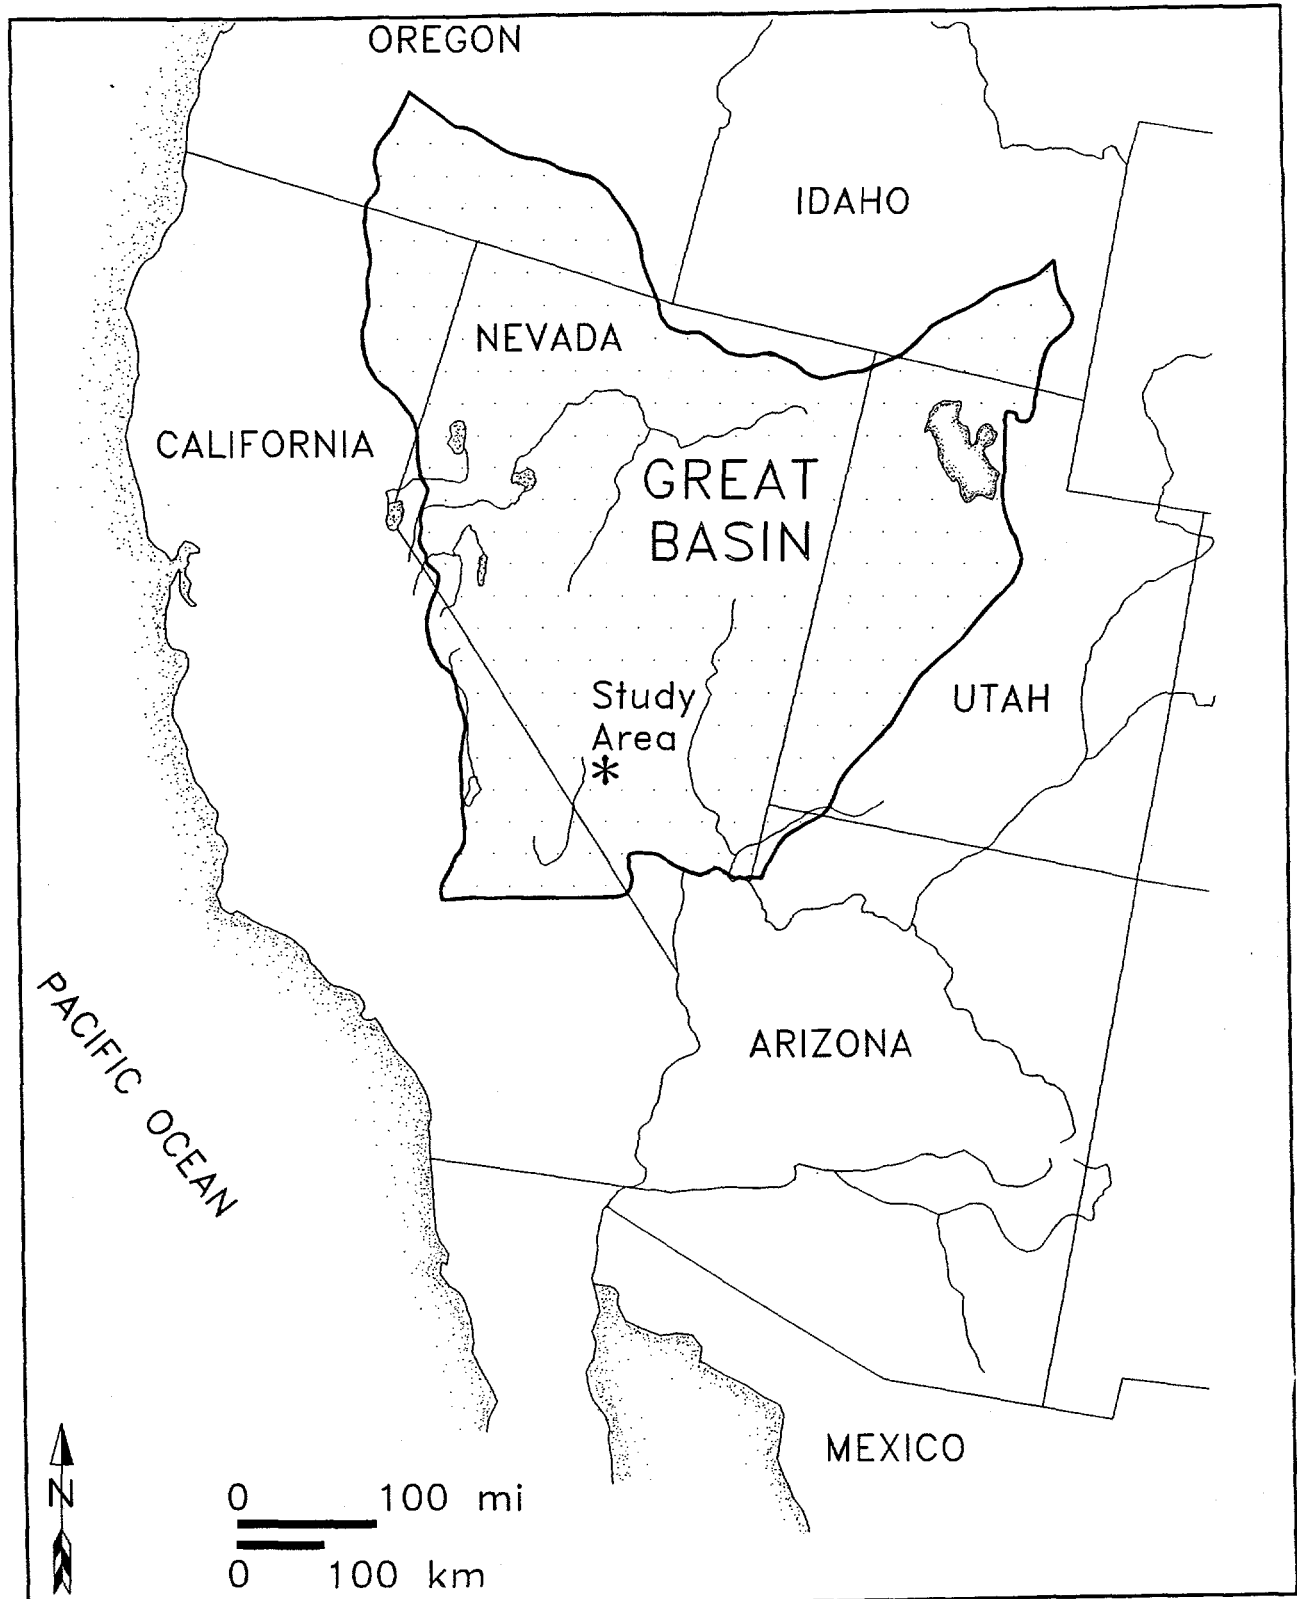 OREGON
IDAHO
NEVADA
CALIFORNIA
GREAT
BASIN
Study
Area
*
UTAH
PACIFIC OCEAN
ARIZONA
MEXICO
N
0 100 mi
0 100 km